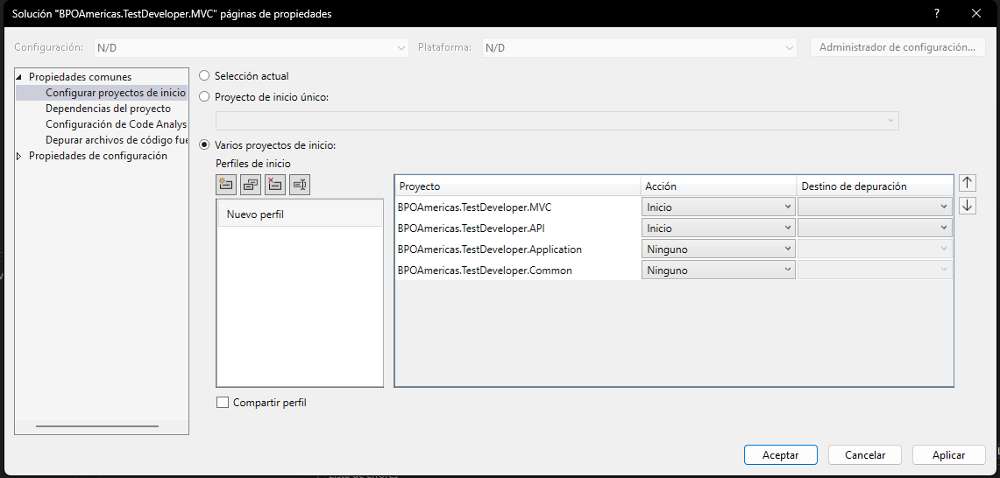 Solución "BPOAmericas.TestDeveloper.MVC" páginas de propiedades
?
Configuración:
N/D
Plataforma:
N/D
Administrador de configuración...
Propiedades comunes
Configurar proyectos de inicio
Dependencias del proyecto
Configuración de Code Analys
Depurar archivos de código fue
Propiedades de configuración
Selección actual
Proyecto de inicio único:
Varios proyectos de inicio:
Perfiles de inicio
Nuevo perfil
Proyecto Acción Destino de depuración
BPOAmericas.TestDeveloper.MVC Inicio
BPOAmericas.TestDeveloper.API Inicio
BPOAmericas.TestDeveloper.Application Ninguno
BPOAmericas.TestDeveloper.Common Ninguno
Compartir perfil
Aceptar
Cancelar
Aplicar